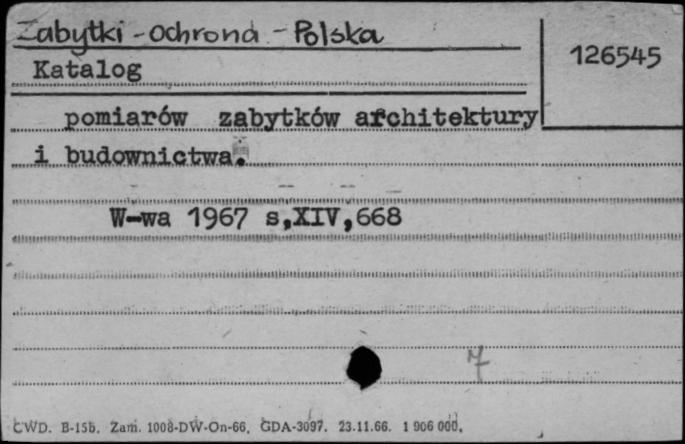 Zabytki - Ochrona - Polska
126545
Katalog
pomiarów zabytków architektury
i budownictwa.
W-wa 1967 s,XIV,668
7
CWD. B-15b. Zam. 1008-DW-On-66. GDA-3097. 23.11.66. 1 906 000.